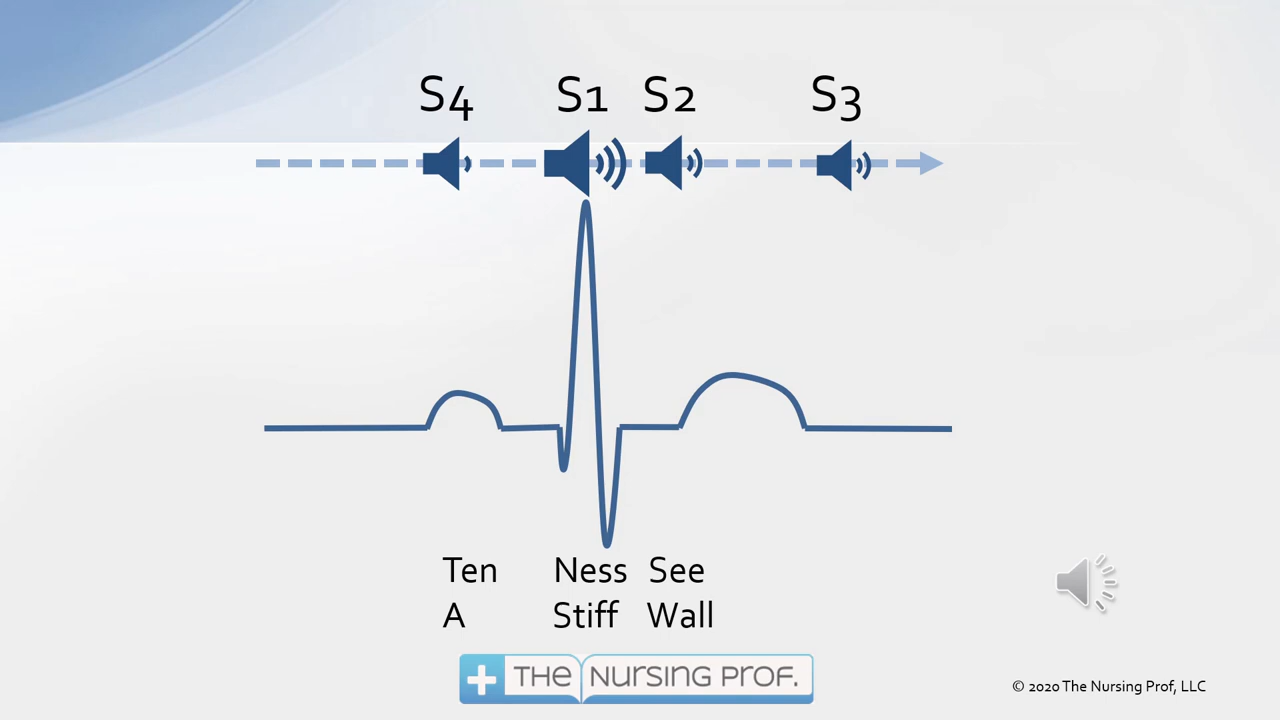 S4 S1 S2 S3
Ten Ness See
A Stiff Wall
THE NURSING PROF.
© 2020 The Nursing Prof, LLC